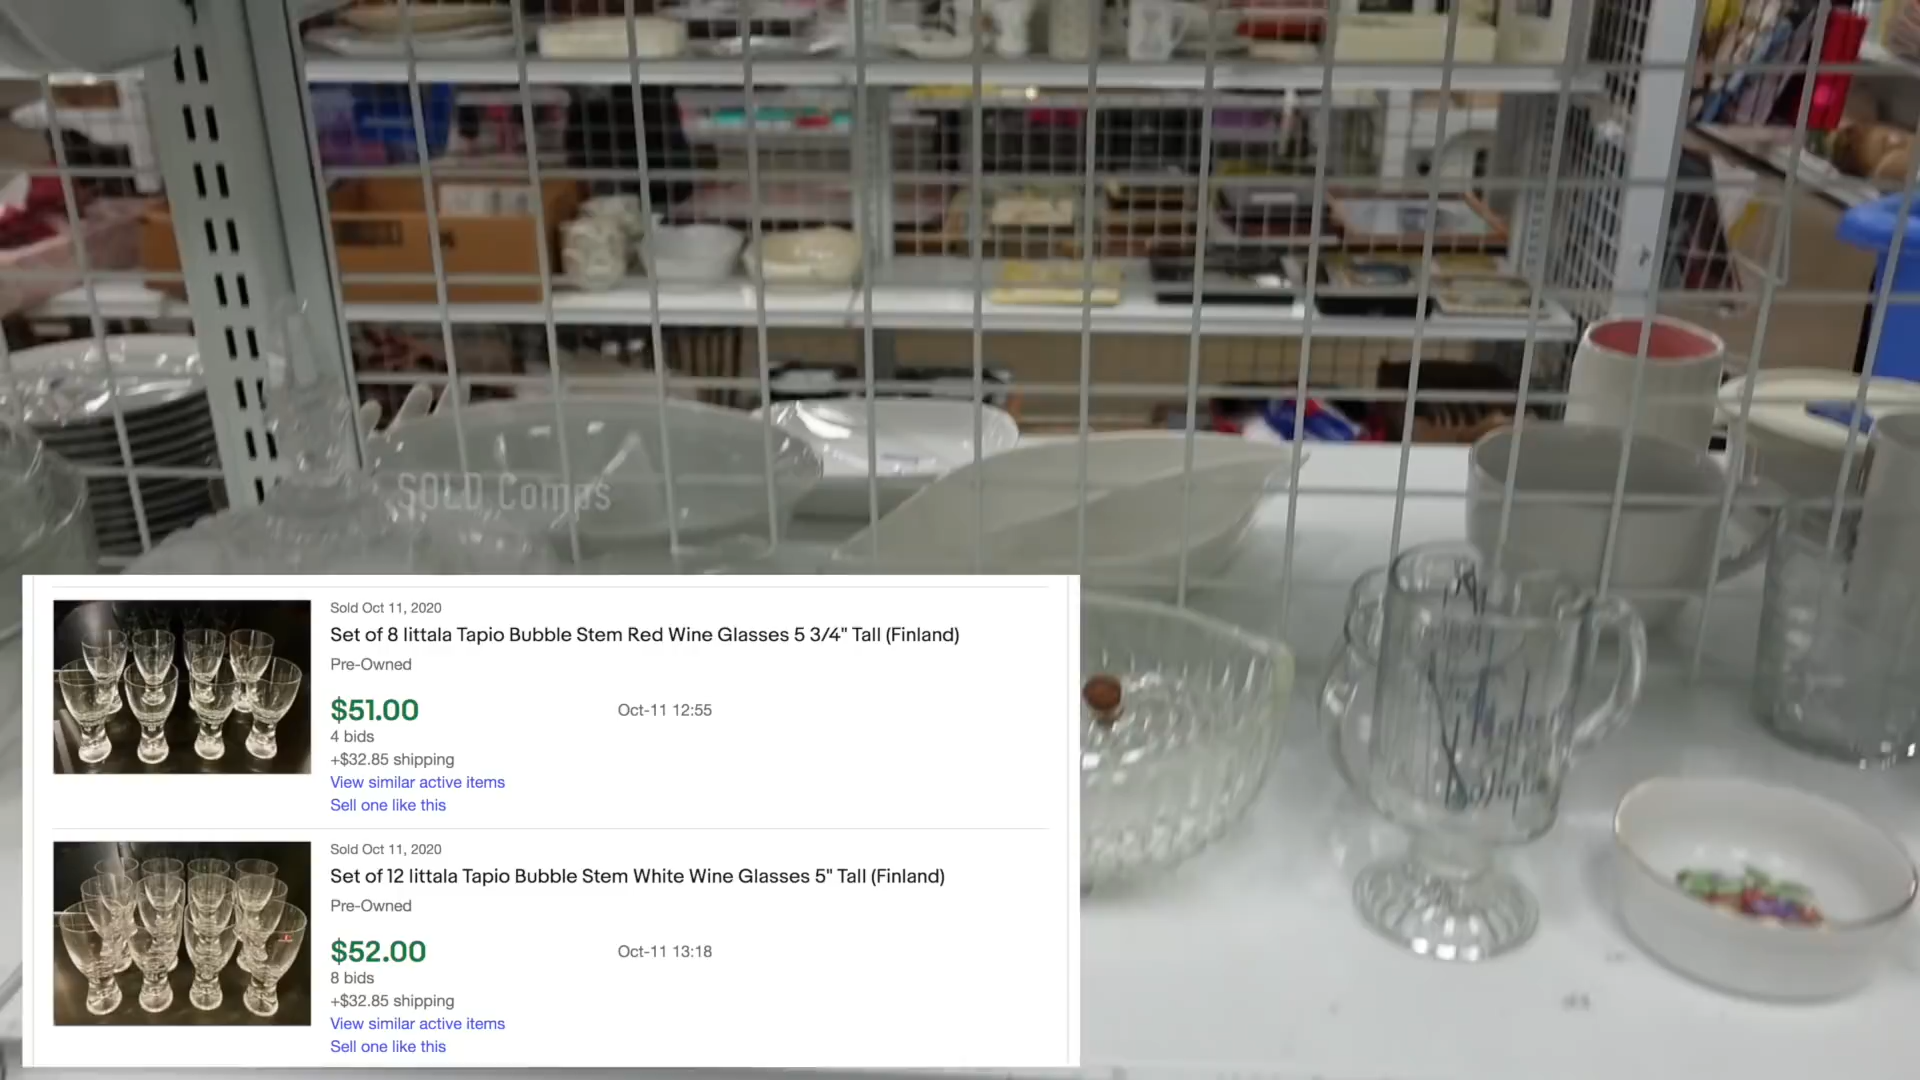 SOLD Comps
Sold Oct 11, 2020
Set of 8 Iittala Tapio Bubble Stem Red Wine Glasses 5 3/4" Tall (Finland)
Pre-Owned
$51.00
Oct-11 12:55
4 bids
+$32.85 shipping
View similar active items
Sell one like this
Sold Oct 11, 2020
Set of 12 Iittala Tapio Bubble Stem White Wine Glasses 5" Tall (Finland)
Pre-Owned
$52.00
Oct-11 13:18
8 bids
+$32.85 shipping
View similar active items
Sell one like this